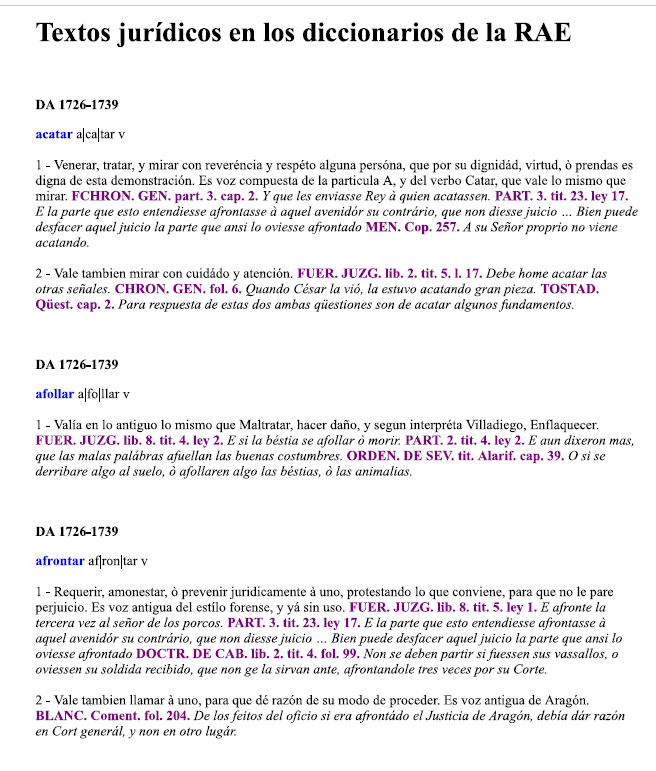 Textos jurídicos en los diccionarios de la RAE
DA 1726-1739
acatar a|ca|tar v
1 - Venerar, tratar, y mirar con reveréncia y respéto alguna persóna, que por su dignidád, virtud, ò prendas es
digna de esta demonstración. Es voz compuesta de la particula A, y del verbo Catar, que vale lo mismo que
mirar. FCHRON. GEN. part. 3. cap. 2. Y que les enviasse Rey à quien acatassen. PART. 3. tit. 23. ley 17.
E la parte que esto entendiesse afrontasse à aquel avenidór su contrário, que non diesse juicio ... Bien puede
desfacer aquel juicio la parte que ansi lo oviesse afrontado MEN. Cop. 257. A su Señor proprio no viene
acatando.
2 - Vale tambien mirar con cuidádo y atención. FUER. JUZG. lib. 2. tit. 5. l. 17. Debe home acatar las
otras señales. CHRON. GEN. fol. 6. Quando César la vió, la estuvo acatando gran pieza. TOSTAD.
Qüest. cap. 2. Para respuesta de estas dos ambas qüestiones son de acatar algunos fundamentos.
DA 1726-1739
afollar a|fo|llar v
1 - Valía en lo antiguo lo mismo que Maltratar, hacer daño, y segun interpréta Villadiego, Enflaquecer.
FUER. JUZG. lib. 8. tit. 4. ley 2. E si la béstia se afollar ò morir. PART. 2. tit. 4. ley 2. E aun dixeron mas,
que las malas palábras afuellan las buenas costumbres. ORDEN. DE SEV. tit. Alarif. cap. 39. O si se
derribare algo al suelo, ò afollaren algo las béstias, ò las animalias.
DA 1726-1739
afrontar af|ron|tar v
1 - Requerir, amonestar, ò prevenir juridicamente à uno, protestando lo que conviene, para que no le pare
perjuicio. Es voz antigua del estílo forense, y yá sin uso. FUER. JUZG. lib. 8. tit. 5. ley 1. E afronte la
tercera vez al señor de los porcos. PART. 3. tit. 23. ley 17. E la parte que esto entendiesse afrontasse à
aquel avenidór su contrário, que non diesse juicio ... Bien puede desfacer aquel juicio la parte que ansi lo
oviesse afrontado DOCTR. DE CAB. lib. 2. tit. 4. fol. 99. Non se deben partir si fuessen sus vassallos, o
oviessen su soldida recibido, que non ge la sirvan ante, afrontandole tres veces por su Corte.
2 - Vale tambien llamar à uno, para que dé razón de su modo de proceder. Es voz antigua de Aragón.
BLANC. Coment. fol. 204. De los feitos del oficio si era afrontádo el Justicia de Aragón, debía dár razón
en Cort generál, y non en otro lugár.